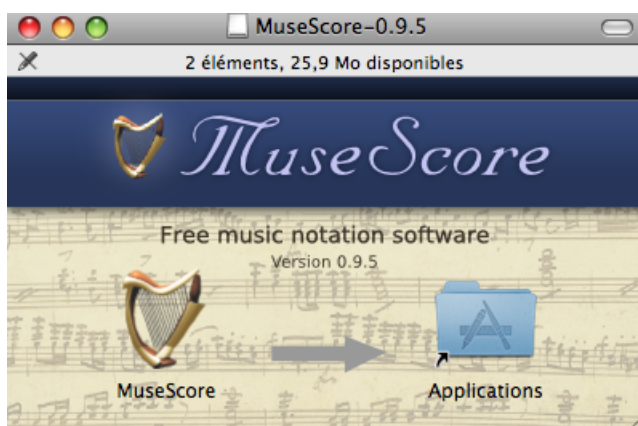 MuseScore-0.9.5
2 éléments, 25,9 Mo disponibles
MuseScore
Free music notation software
Version 0.9.5
MuseScore Applications